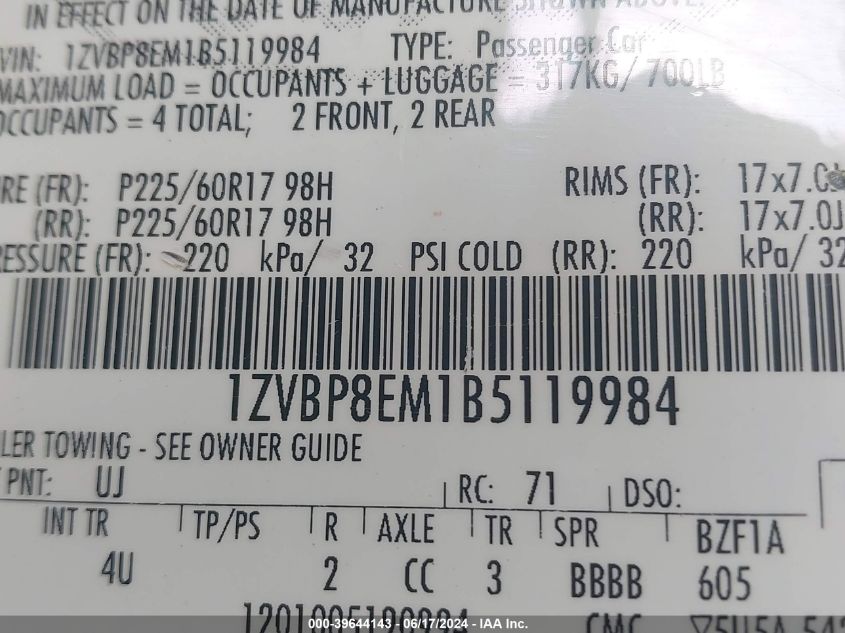 IN EFFECT ON THE DATE OF MANUFACTURE SHOWN ABOVE.
VIN: 1ZVBP8EM1B5119984 TYPE: Passenger Car
MAXIMUM LOAD = OCCUPANTS + LUGGAGE = 317KG/ 700LB
OCCUPANTS = 4 TOTAL; 2 FRONT, 2 REAR
RE (FR): P225/60R17 98H RIMS (FR): 17x7.0J
(RR): P225/60R17 98H (RR): 17x7.0J
ESSURE (FR): 220 kPa/ 32 PSI COLD (RR): 220 kPa/ 32
1ZVBP8EM1B5119984
LER TOWING - SEE OWNER GUIDE
PNT: UJ RC: 71 DSO:
INT TR TP/PS R AXLE TR SPR BZF1A
4U 2 CC 3 BBBB 605
000-39644143 - 06/17/2024 - IAA Inc.